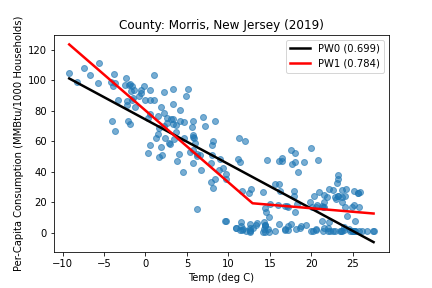 County: Morris, New Jersey (2019)
Per-Capita Consumption (MMBtu/1000 Households)
120
100
80
60
40
20
0
PW0 (0.699)
PW1 (0.784)
−10 −5 0 5 10 15 20 25
Temp (deg C)